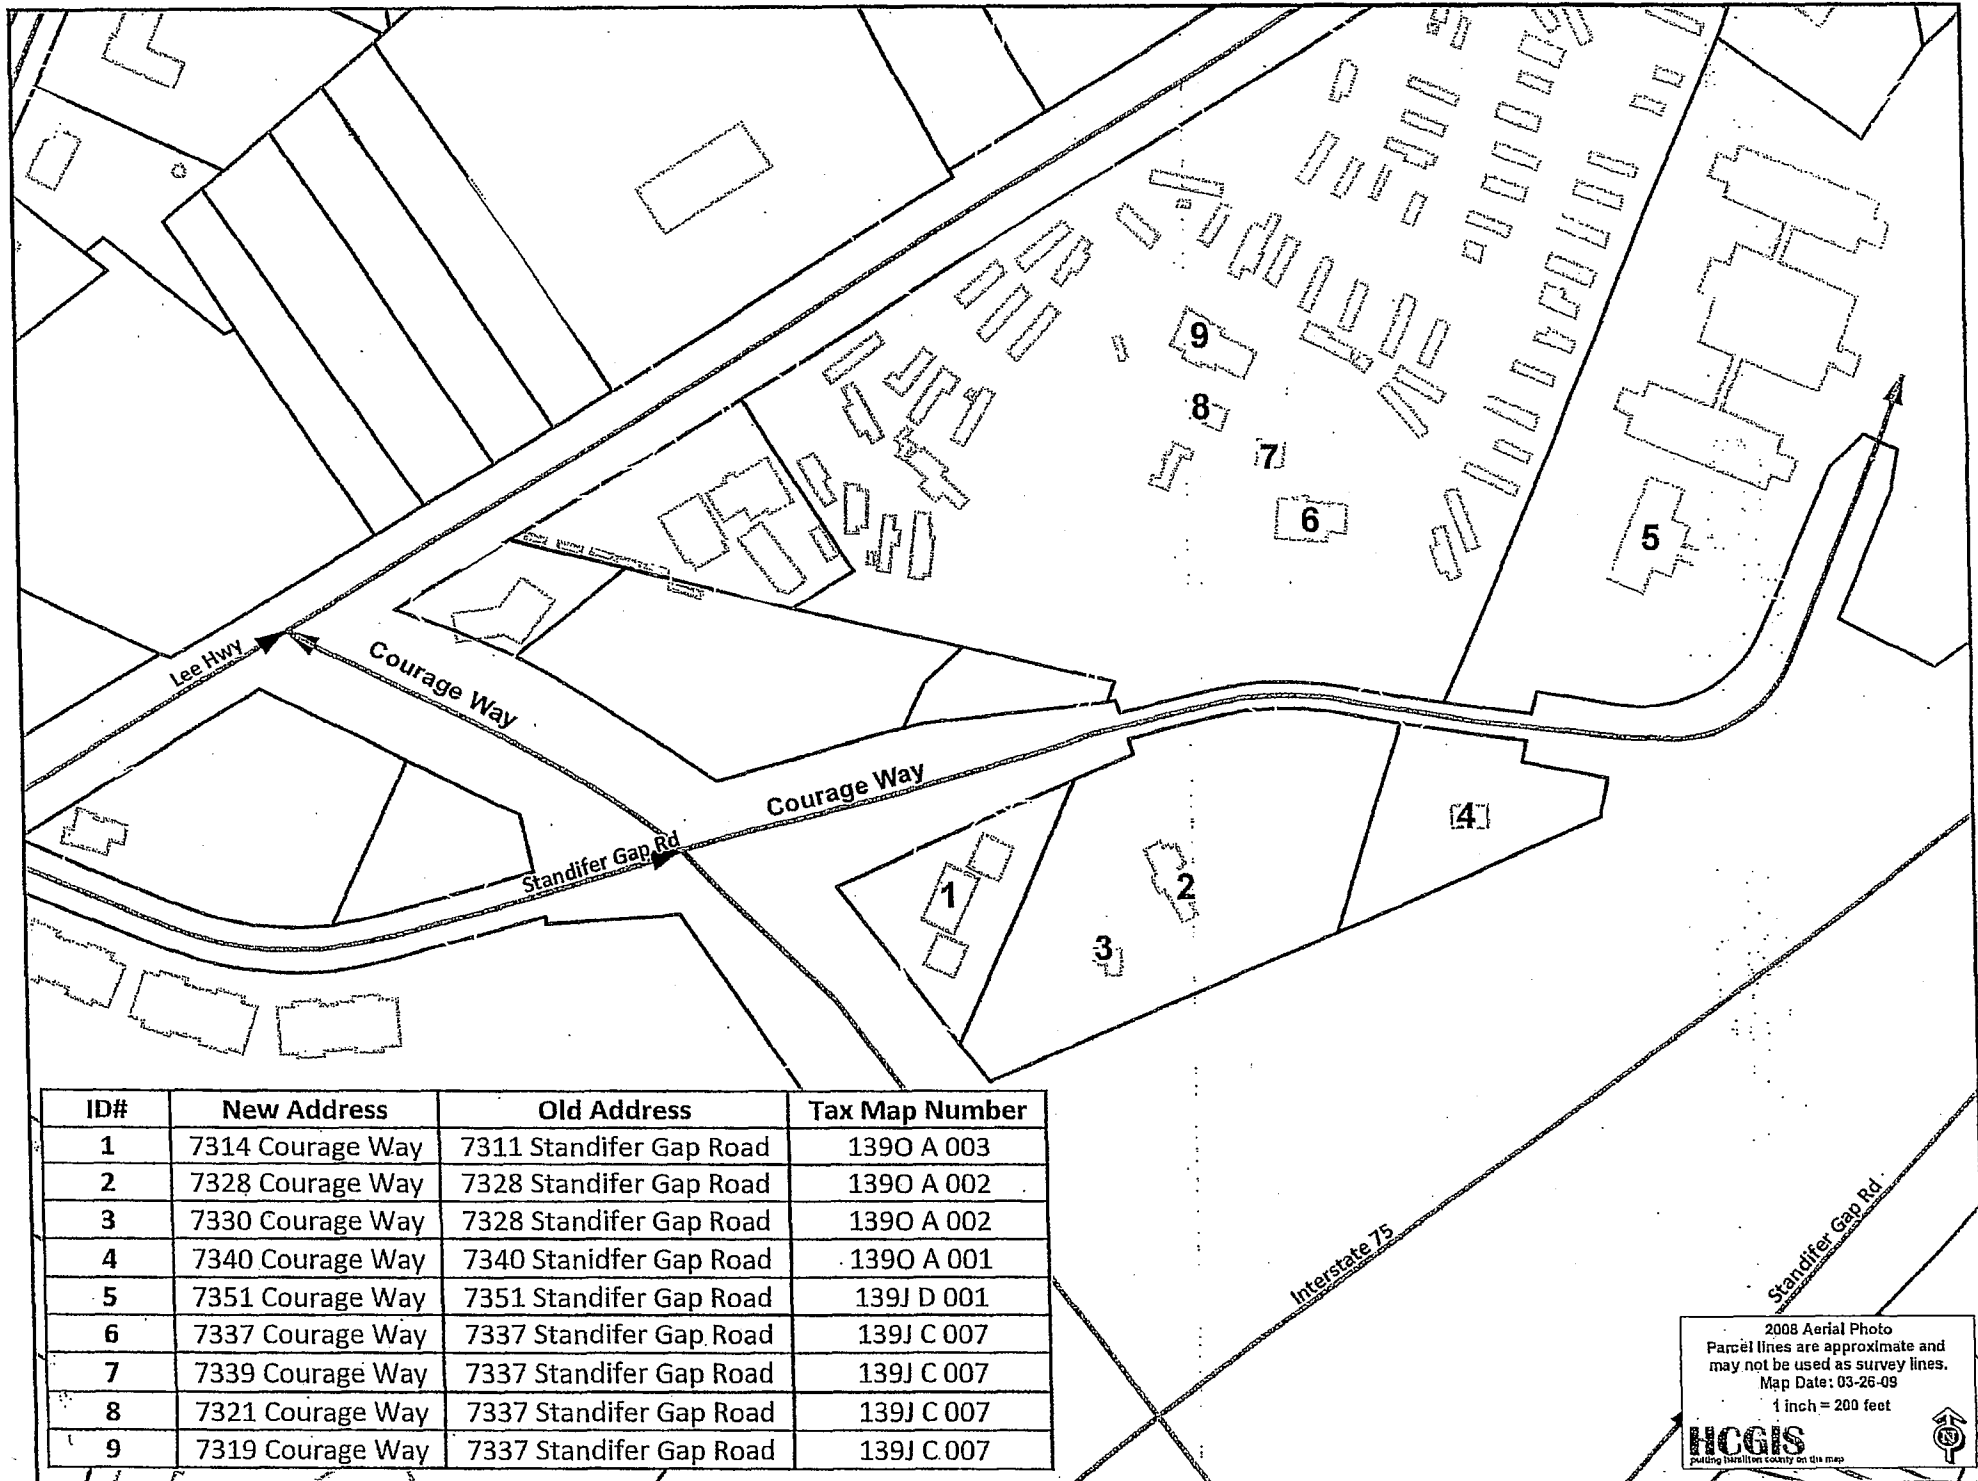 9
8
7
6
5
Lee Hwy
Courage Way
Courage Way
Standifer Gap Rd
4
1
2
3
ID# New Address Old Address Tax Map Number
1 7314 Courage Way 7311 Standifer Gap Road 139O A 003
2 7328 Courage Way 7328 Standifer Gap Road 139O A 002
3 7330 Courage Way 7328 Standifer Gap Road 139O A 002
4 7340 Courage Way 7340 Stanidfer Gap Road 139O A 001
5 7351 Courage Way 7351 Standifer Gap Road 139J D 001
6 7337 Courage Way 7337 Standifer Gap Road 139J C 007
7 7339 Courage Way 7337 Standifer Gap Road 139J C 007
8 7321 Courage Way 7337 Standifer Gap Road 139J C 007
9 7319 Courage Way 7337 Standifer Gap Road 139J C 007
Interstate 75
Standifer Gap Rd
2008 Aerial Photo
Parcel lines are approximate and
may not be used as survey lines.
Map Date: 03-26-09
1 inch = 200 feet
HCGIS
putting hamilton county on the map
N